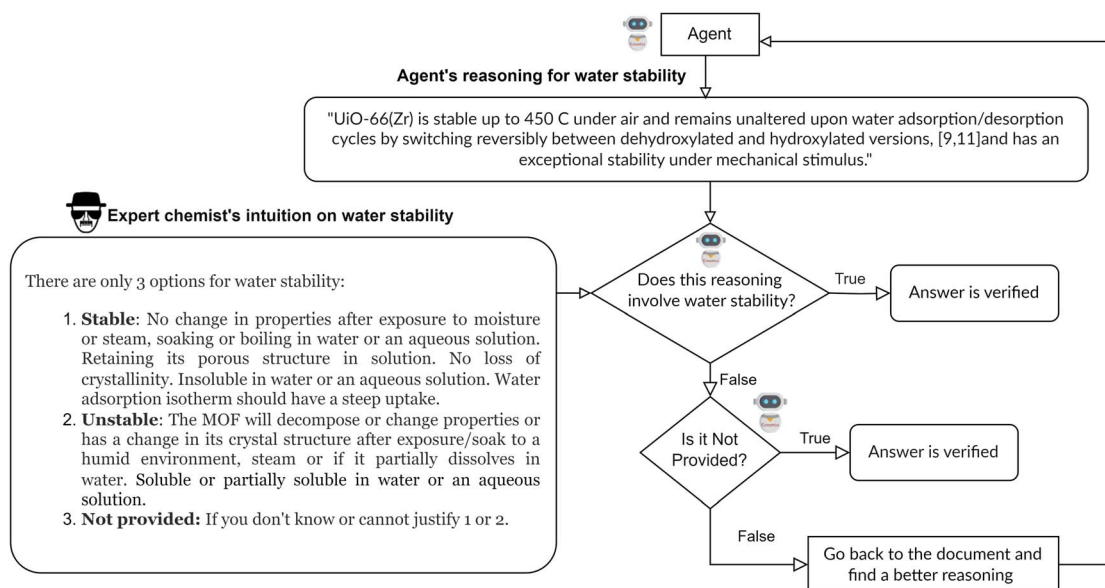 Agent
Agent's reasoning for water stability
"UiO-66(Zr) is stable up to 450 C under air and remains unaltered upon water adsorption/desorption
cycles by switching reversibly between dehydroxylated and hydroxylated versions, [9,11]and has an
exceptional stability under mechanical stimulus."
Expert chemist's intuition on water stability
There are only 3 options for water stability:
1. Stable: No change in properties after exposure to moisture
or steam, soaking or boiling in water or an aqueous solution.
Retaining its porous structure in solution. No loss of
crystallinity. Insoluble in water or an aqueous solution. Water
adsorption isotherm should have a steep uptake.
2. Unstable: The MOF will decompose or change properties or
has a change in its crystal structure after exposure/soak to a
humid environment, steam or if it partially dissolves in
water. Soluble or partially soluble in water or an aqueous
solution.
3. Not provided: If you don't know or cannot justify 1 or 2.
Does this reasoning
involve water stability?
True
Answer is verified
False
Is it Not
Provided?
True
Answer is verified
False
Go back to the document and
find a better reasoning